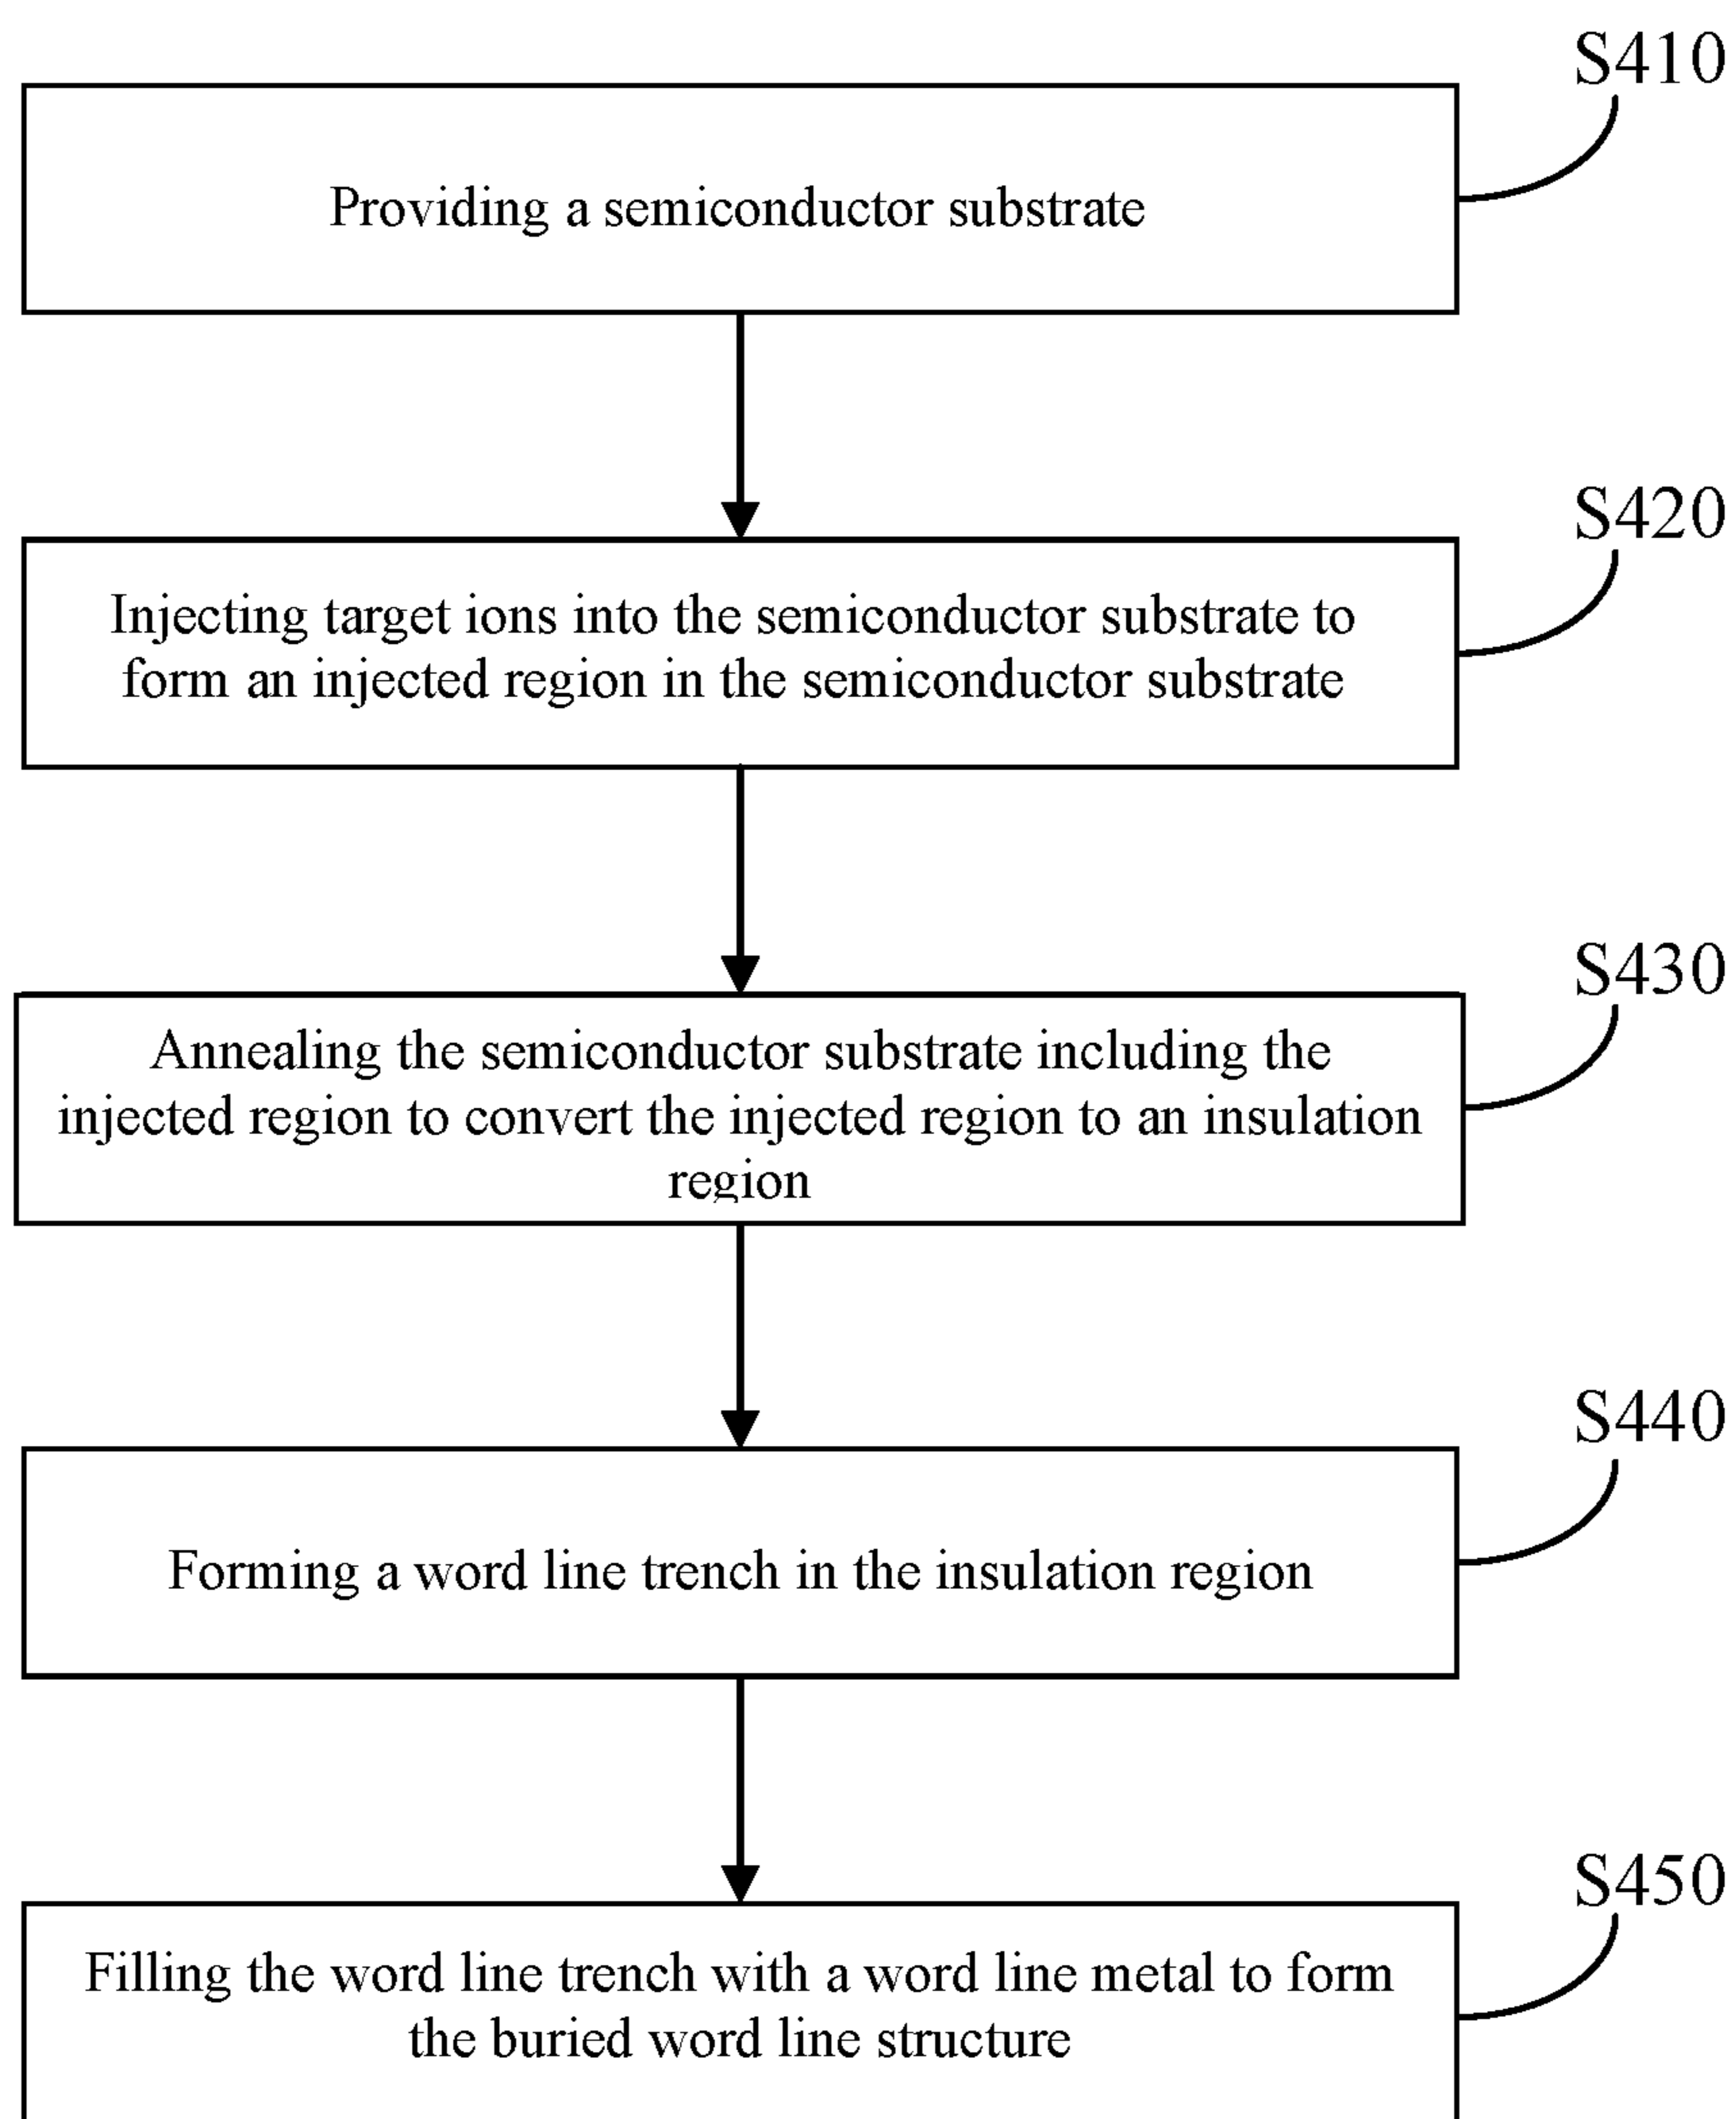 S410
Providing a semiconductor substrate
S420
Injecting target ions into the semiconductor substrate to
form an injected region in the semiconductor substrate
S430
Annealing the semiconductor substrate including the
injected region to convert the injected region to an insulation
region
S440
Forming a word line trench in the insulation region
S450
Filling the word line trench with a word line metal to form
the buried word line structure